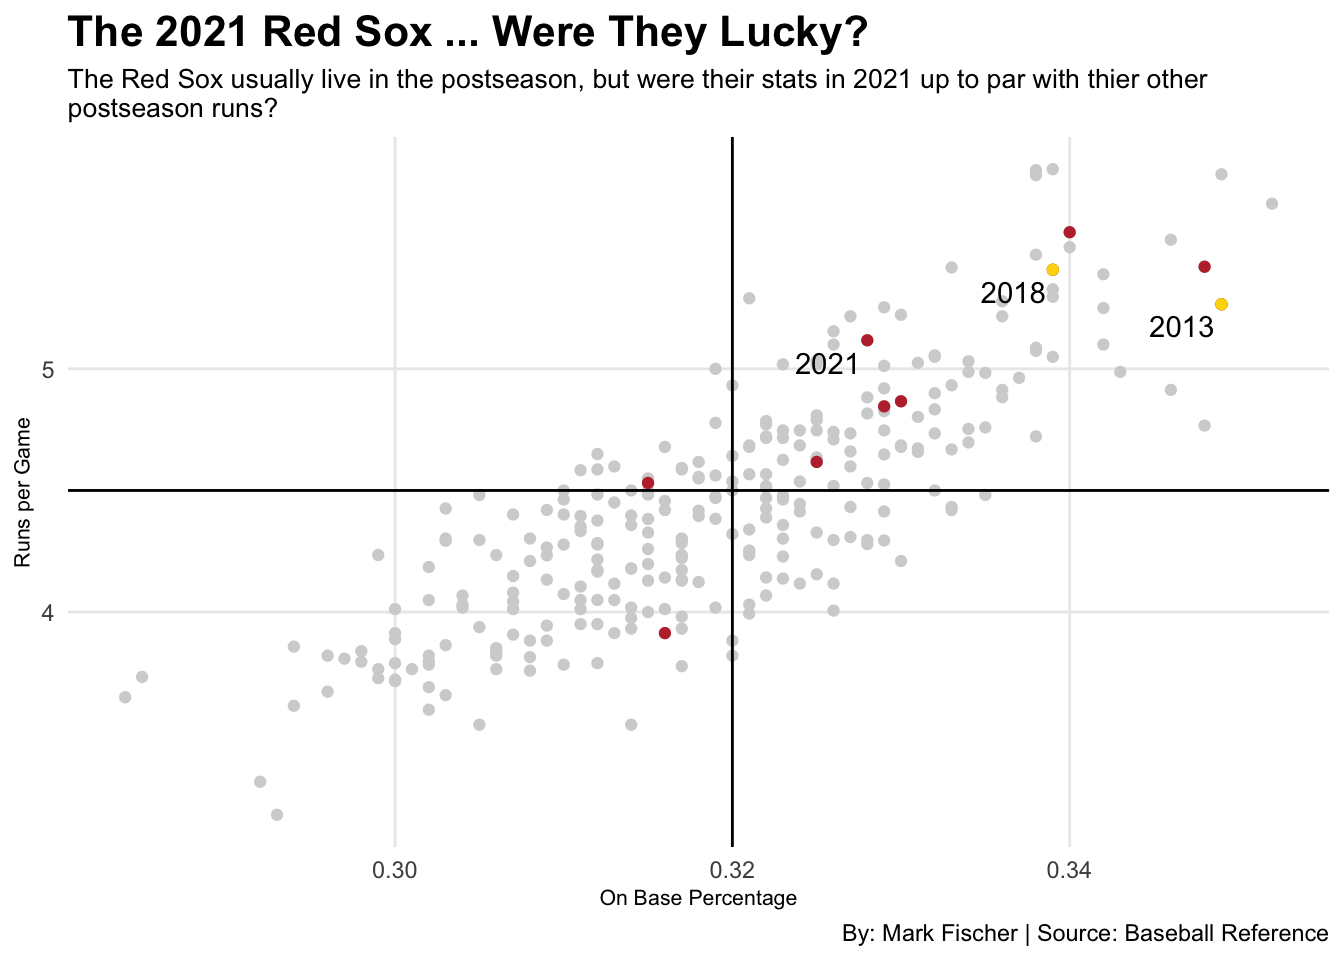 The 2021 Red Sox ... Were They Lucky?
The Red Sox usually live in the postseason, but were their stats in 2021 up to par with thier other
postseason runs?
2018
2013
2021
5
4
Runs per Game
0.30
0.32
0.34
On Base Percentage
By: Mark Fischer | Source: Baseball Reference